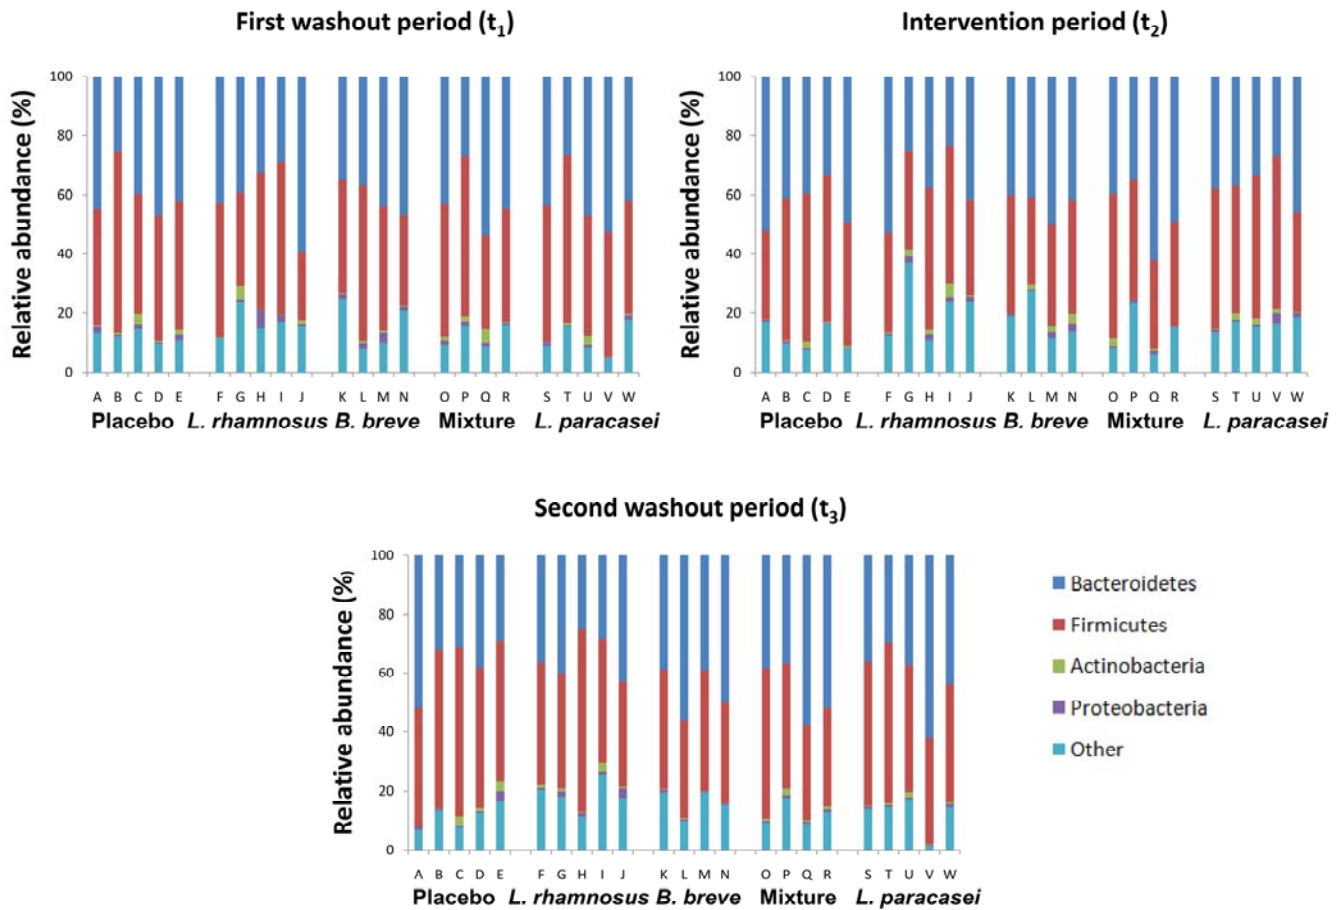 First washout period (t1)
Intervention period (t2)
Relative abundance (%)
100
80
60
40
20
0
A B C D E F G H I J K L M N O P Q R S T U V W
Placebo L. rhamnosus B. breve Mixture L. paracasei
Relative abundance (%)
100
80
60
40
20
0
A B C D E F G H I J K L M N O P Q R S T U V W
Placebo L. rhamnosus B. breve Mixture L. paracasei
Second washout period (t3)
Relative abundance (%)
100
80
60
40
20
0
A B C D E F G H I J K L M N O P Q R S T U V W
Placebo L. rhamnosus B. breve Mixture L. paracasei
Bacteroidetes
Firmicutes
Actinobacteria
Proteobacteria
Other